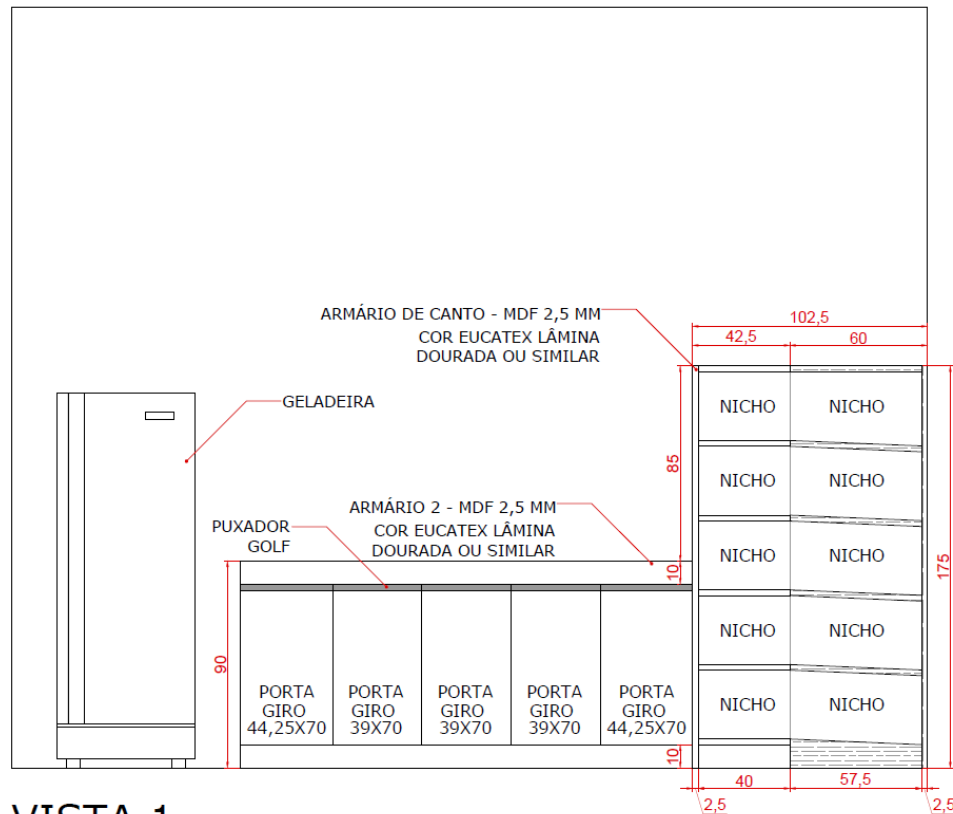 ARMÁRIO DE CANTO - MDF 2,5 MM
COR EUCATEX LÂMINA
DOURADA OU SIMILAR
102,5
42,5
60
GELADEIRA
NICHO
NICHO
85
NICHO
NICHO
ARMÁRIO 2 - MDF 2,5 MM
COR EUCATEX LÂMINA
DOURADA OU SIMILAR
PUXADOR
GOLF
NICHO
NICHO
10
175
NICHO
NICHO
90
PORTA
GIRO
44,25X70
PORTA
GIRO
39X70
PORTA
GIRO
39X70
PORTA
GIRO
39X70
PORTA
GIRO
44,25X70
NICHO
NICHO
10
40
57,5
2,5
2,5
VISTA 1